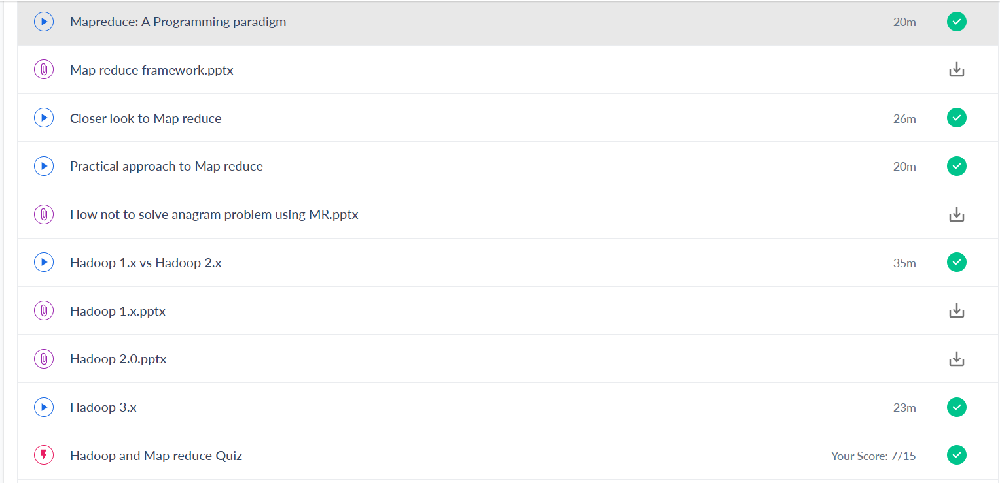 Mapreduce: A Programming paradigm 20m
Map reduce framework.pptx
Closer look to Map reduce 26m
Practical approach to Map reduce 20m
How not to solve anagram problem using MR.pptx
Hadoop 1.x vs Hadoop 2.x 35m
Hadoop 1.x.pptx
Hadoop 2.0.pptx
Hadoop 3.x 23m
Hadoop and Map reduce Quiz Your Score: 7/15